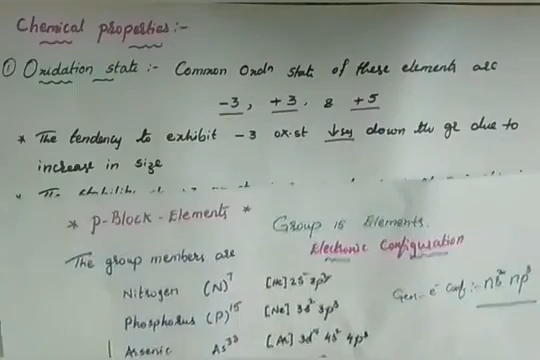 Chemical properties:-
① Oxidation state :- Common Oxdn state of these elements are
-3, +3, & +5
* The tendency to exhibit -3 ox.st ↓ses down the gr due to
increase in size
* The
* p-Block-Elements *
Group 15 Elements.
The group members are
Electronic Configuration
Nitrogen (N)⁷ [He] 2s² 2p³
Gen-e⁻ Conf:- ns² np³
Phosphorus (P)¹⁵ [Ne] 3s² 3p³
Arsenic As³³ [Ar] 3d¹⁰ 4s² 4p³